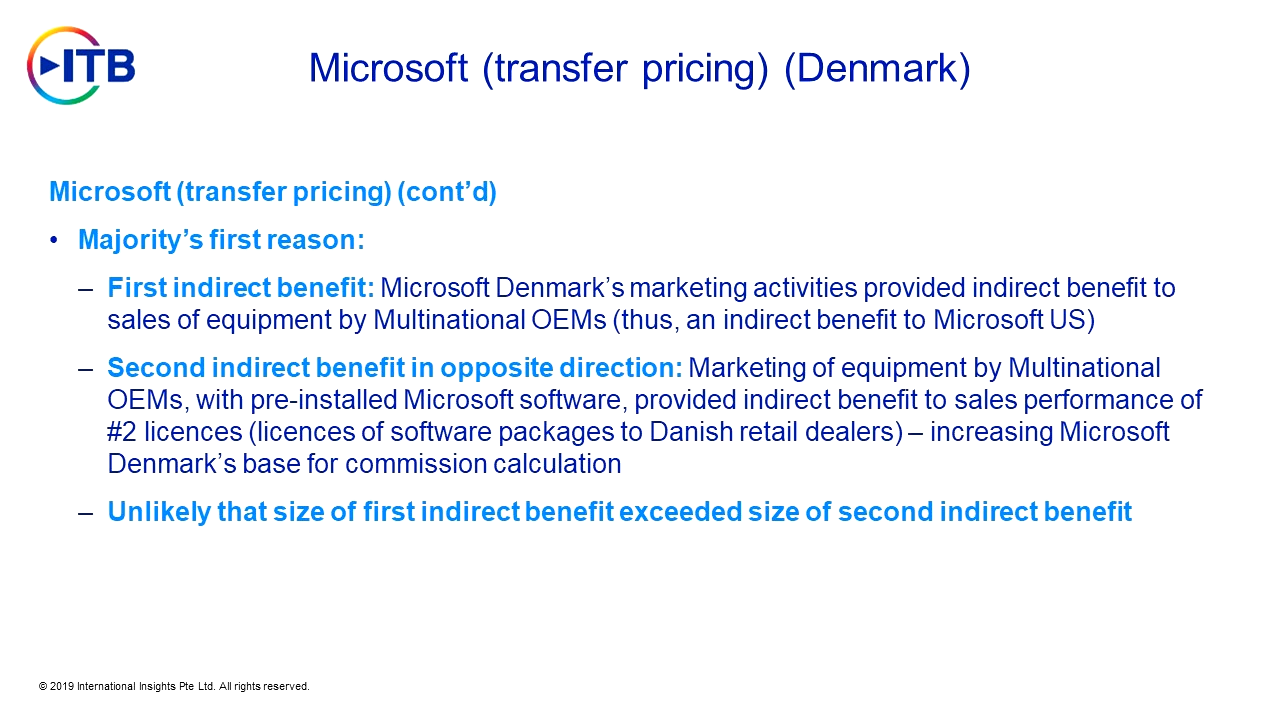 ITB
Microsoft (transfer pricing) (Denmark)
Microsoft (transfer pricing) (cont’d)
• Majority’s first reason:
– First indirect benefit: Microsoft Denmark’s marketing activities provided indirect benefit to
sales of equipment by Multinational OEMs (thus, an indirect benefit to Microsoft US)
– Second indirect benefit in opposite direction: Marketing of equipment by Multinational
OEMs, with pre-installed Microsoft software, provided indirect benefit to sales performance of
#2 licences (licences of software packages to Danish retail dealers) – increasing Microsoft
Denmark’s base for commission calculation
– Unlikely that size of first indirect benefit exceeded size of second indirect benefit
© 2019 International Insights Pte Ltd. All rights reserved.